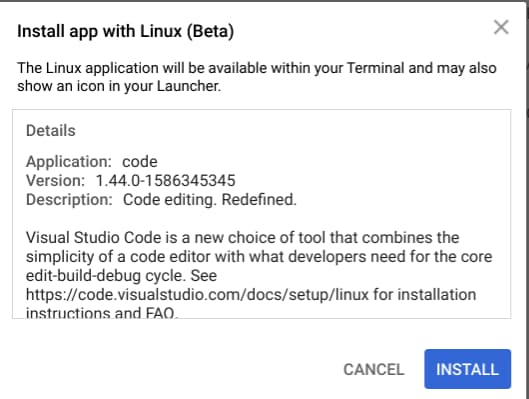 Install app with Linux (Beta)
The Linux application will be available within your Terminal and may also
show an icon in your Launcher.
Details
Application: code
Version: 1.44.0-1586345345
Description: Code editing. Redefined.
Visual Studio Code is a new choice of tool that combines the
simplicity of a code editor with what developers need for the core
edit-build-debug cycle. See
https://code.visualstudio.com/docs/setup/linux for installation
instructions and FAQ.
CANCEL
INSTALL